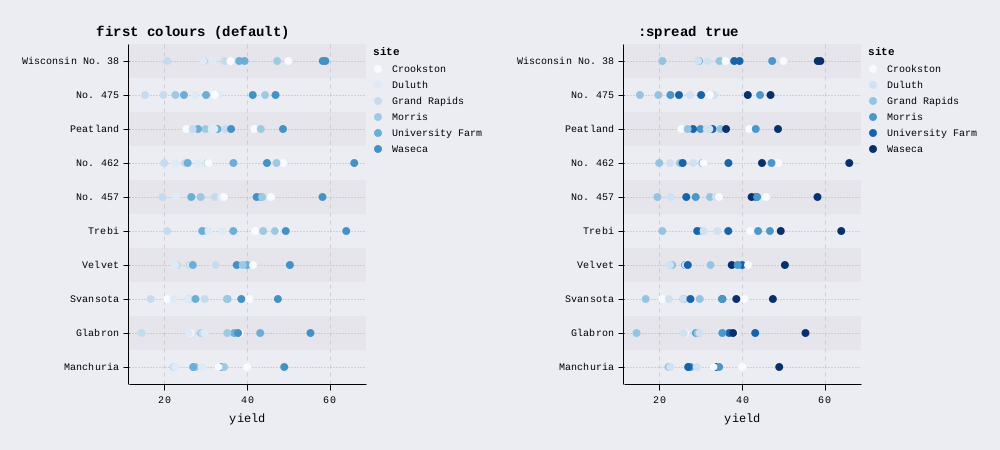 first colours (default)
site
Crookston
Duluth
Grand Rapids
Morris
University Farm
Waseca
Wisconsin No. 38
No. 475
Peatland
No. 462
No. 457
Trebi
Velvet
Svansota
Glabron
Manchuria
20 40 60
yield
:spread true
site
Crookston
Duluth
Grand Rapids
Morris
University Farm
Waseca
Wisconsin No. 38
No. 475
Peatland
No. 462
No. 457
Trebi
Velvet
Svansota
Glabron
Manchuria
20 40 60
yield